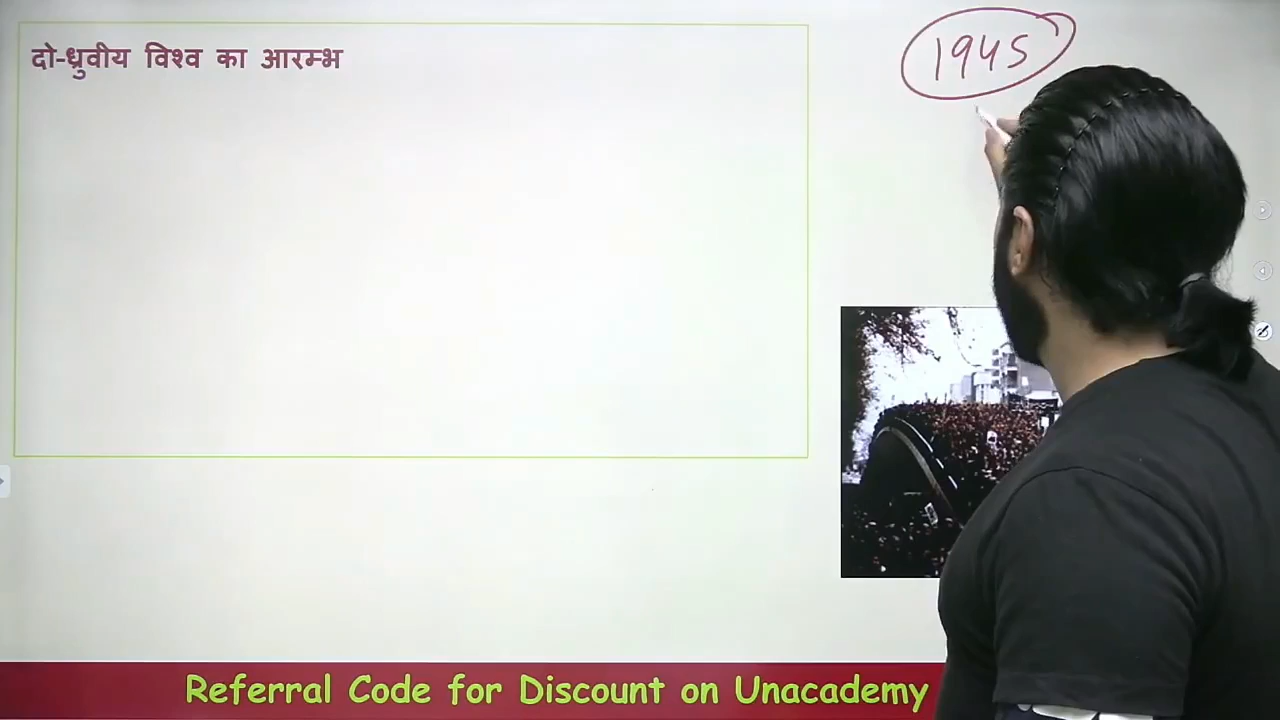 दो-ध्रुवीय विश्व का आरम्भ
1945
Referral Code for Discount on Unacademy